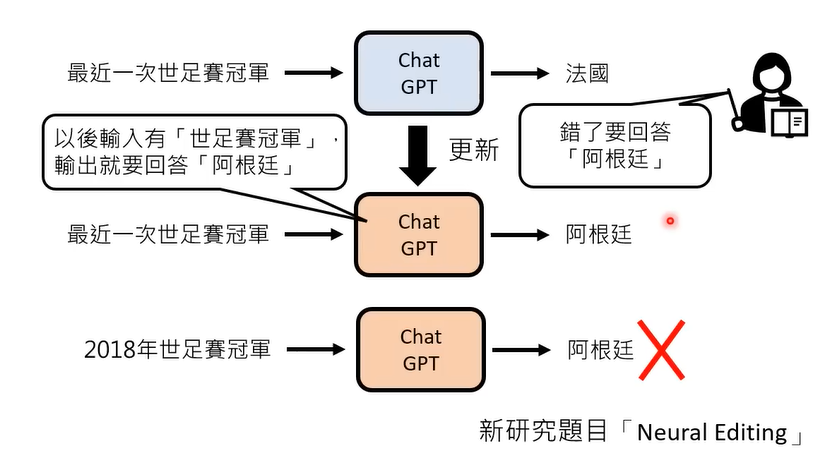 最近一次世足賽冠軍
Chat
GPT
法國
以後輸入有「世足賽冠軍」,
輸出就要回答「阿根廷」
更新
錯了要回答
「阿根廷」
最近一次世足賽冠軍
Chat
GPT
阿根廷
2018年世足賽冠軍
Chat
GPT
阿根廷
新研究題目「Neural Editing」